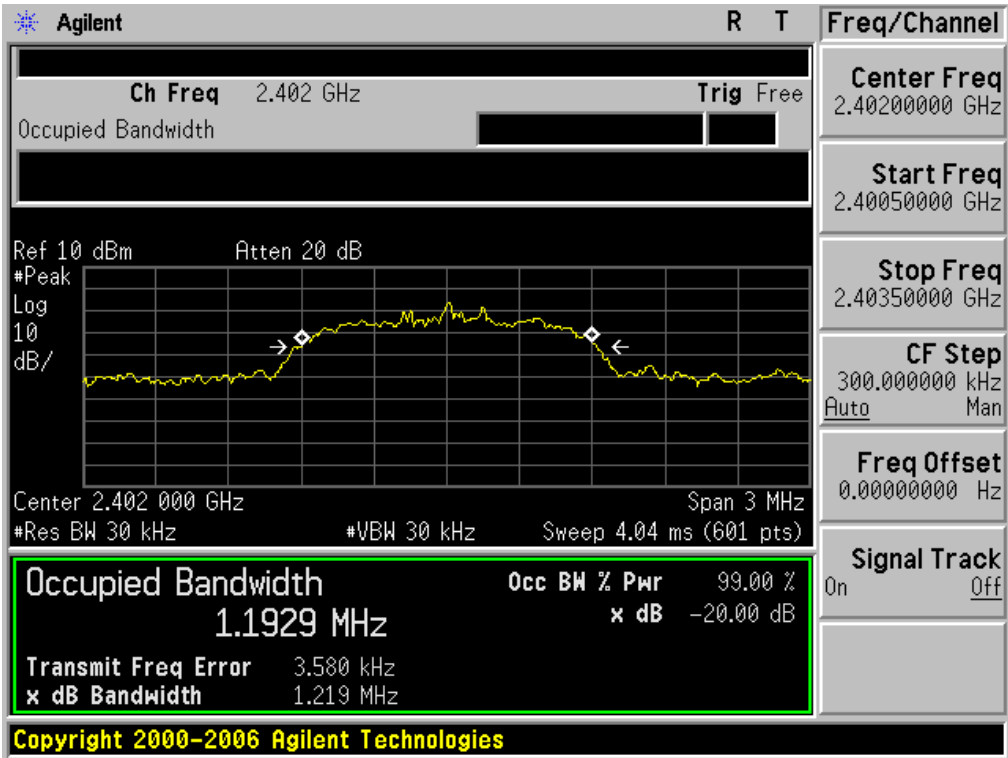 Agilent R T
Ch Freq 2.402 GHz Trig Free
Occupied Bandwidth
Ref 10 dBm Atten 20 dB
#Peak
Log
10
dB/
Center 2.402 000 GHz Span 3 MHz
#Res BW 30 kHz #VBW 30 kHz Sweep 4.04 ms (601 pts)
Occupied Bandwidth Occ BW % Pwr 99.00 %
1.1929 MHz x dB -20.00 dB
Transmit Freq Error 3.580 kHz
x dB Bandwidth 1.219 MHz
Copyright 2000-2006 Agilent Technologies
Freq/Channel
Center Freq
2.40200000 GHz
Start Freq
2.40050000 GHz
Stop Freq
2.40350000 GHz
CF Step
300.000000 kHz
Auto Man
Freq Offset
0.00000000 Hz
Signal Track
On Off